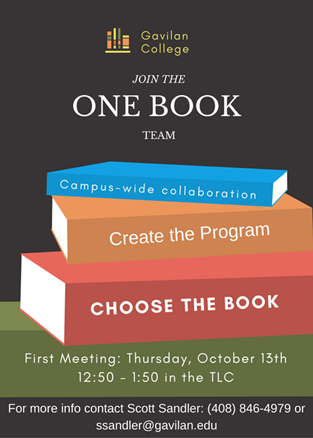 Gavilan
College
JOIN THE
ONE BOOK
TEAM
Campus-wide collaboration
Create the Program
CHOOSE THE BOOK
First Meeting: Thursday, October 13th
12:50 - 1:50 in the TLC
For more info contact Scott Sandler: (408) 846-4979 or
ssandler@gavilan.edu